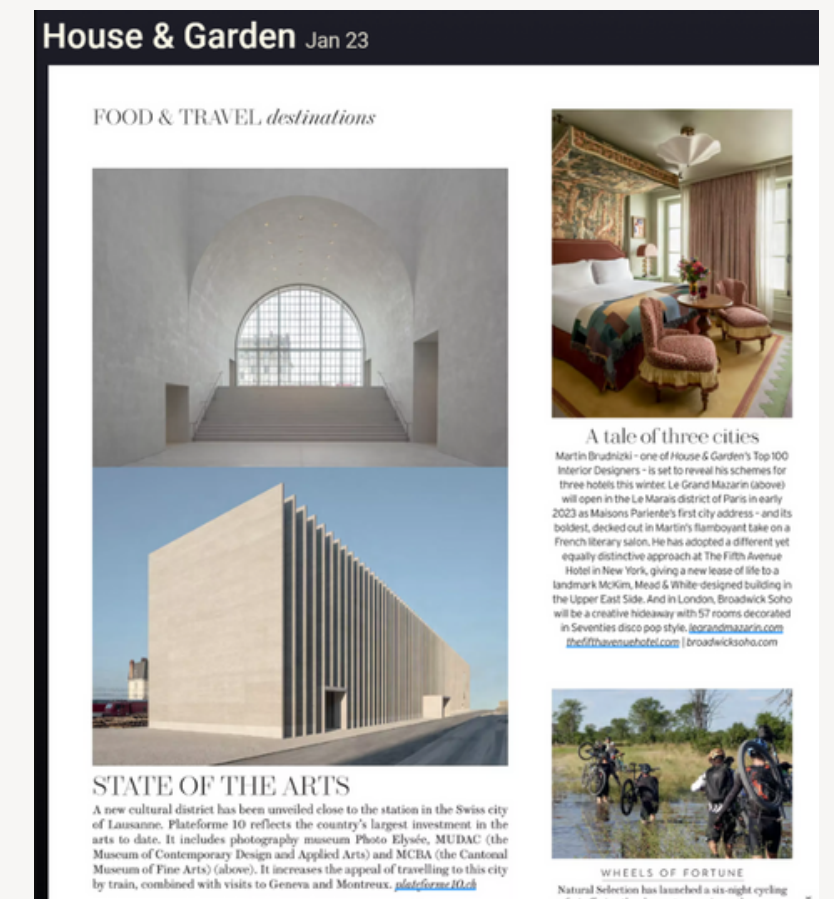 House & Garden Jan 23
FOOD & TRAVEL destinations
STATE OF THE ARTS
A new cultural district has been unveiled close to the station in the Swiss city
of Lausanne. Plateforme 10 reflects the country's largest investment in the
arts to date. It includes photography museum Photo Elysée, MUDAC (the
Museum of Contemporary Design and Applied Arts) and MCBA (the Cantonal
Museum of Fine Arts) (above). It increases the appeal of travelling to this city
by train, combined with visits to Geneva and Montreux. plateforme10.ch
A tale of three cities
Martin Brudnizki – one of House & Garden's Top 100
Interior Designers – is set to reveal his schemes for
three hotels this winter. Le Grand Mazarin (above)
will open in the Le Marais district of Paris in early
2023 as Maisons Pariente's first city address – and its
boldest, decked out in Martin's flamboyant take on a
French literary salon. He has adopted a different yet
equally distinctive approach at The Fifth Avenue
Hotel in New York, giving a new lease of life to a
landmark McKim, Mead & White-designed building in
the Upper East Side. And in London, Broadwick Soho
will be a creative hideaway with 57 rooms decorated
in Seventies disco pop style. legrandmazarin.com
thefifthavenuehotel.com | broadwicksoho.com
WHEELS OF FORTUNE
Natural Selection has launched a six-night cycling